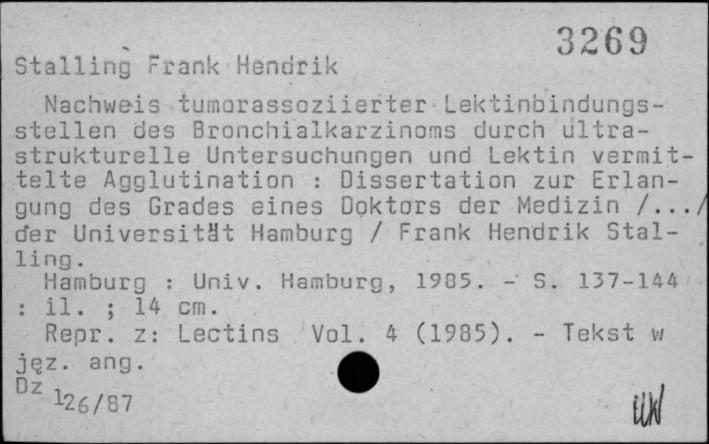 3269
Stalling Frank Hendrik
Nachweis tumorassoziierter Lektinbindungs-
stellen des Bronchialkarzinoms durch ultra-
strukturelle Untersuchungen und Lektin vermit-
telte Agglutination : Dissertation zur Erlan-
gung des Grades eines Doktors der Medizin /.../
der Universität Hamburg / Frank Hendrik Stal-
ling.
Hamburg : Univ. Hamburg, 1985. - S. 137-144
: il. ; 14 cm.
Repr. z: Lectins Vol. 4 (1985). - Tekst w
jęz. ang.
Dz 126/87